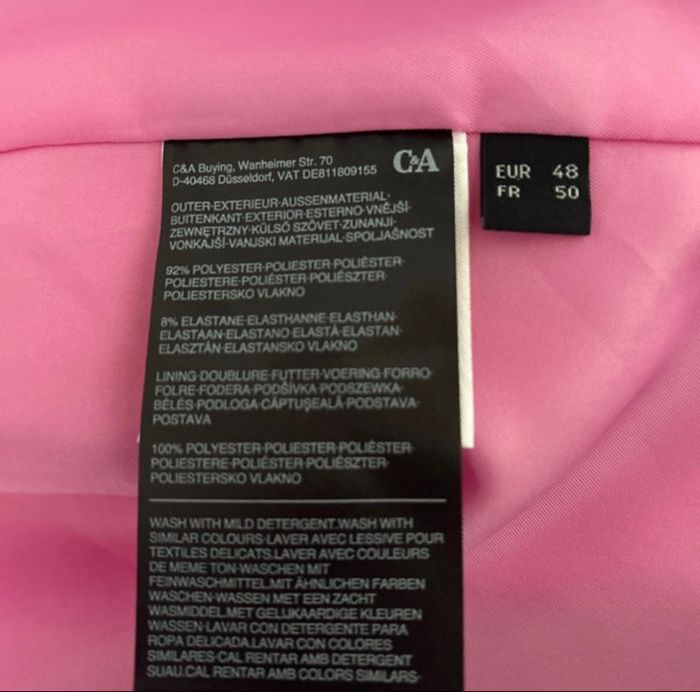 C&A Buying, Wanheimer Str. 70
D-40468 Düsseldorf, VAT DE811809155
C&A
OUTER·EXTERIEUR·AUSSENMATERIAL·
BUITENKANT·EXTERIOR·ESTERNO·VNĚJŠÍ·
ZEWNĘTRZNY·KÜLSŐ SZÖVET·ZUNANJI·
VONKAJŠÍ·VANJSKI MATERIJAL·SPOLJAŠNOST
92% POLYESTER·POLIESTER·POLIÈSTER·
POLIESTERE·POLIÉSTER·POLIÉSZTER·
POLIESTERSKO VLAKNO
8% ELASTANE·ELASTHANNE·ELASTHAN·
ELASTAAN·ELASTANO·ELASTÀ·ELASTAN·
ELASZTÁN·ELASTANSKO VLAKNO
LINING·DOUBLURE·FUTTER·VOERING·FORRO·
FOLRE·FODERA·PODŠÍVKA·PODSZEWKA·
BÉLÉS·PODLOGA·CĂPTUŞEALĂ·PODSTAVA·
POSTAVA
100% POLYESTER·POLIESTER·POLIÈSTER·
POLIESTERE·POLIÉSTER·POLIÉSZTER·
POLIESTERSKO VLAKNO
WASH WITH MILD DETERGENT.WASH WITH
SIMILAR COLOURS·LAVER AVEC LESSIVE POUR
TEXTILES DELICATS.LAVER AVEC COULEURS
DE MEME TON·WASCHEN MIT
FEINWASCHMITTEL.MIT ÄHNLICHEN FARBEN
WASCHEN·WASSEN MET EEN ZACHT
WASMIDDEL.MET GELIJKAARDIGE KLEUREN
WASSEN·LAVAR CON DETERGENTE PARA
ROPA DELICADA.LAVAR CON COLORES
SIMILARES·CAL RENTAR AMB DETERGENT
SUAU.CAL RENTAR AMB COLORS SIMILARS·
EUR 48
FR 50